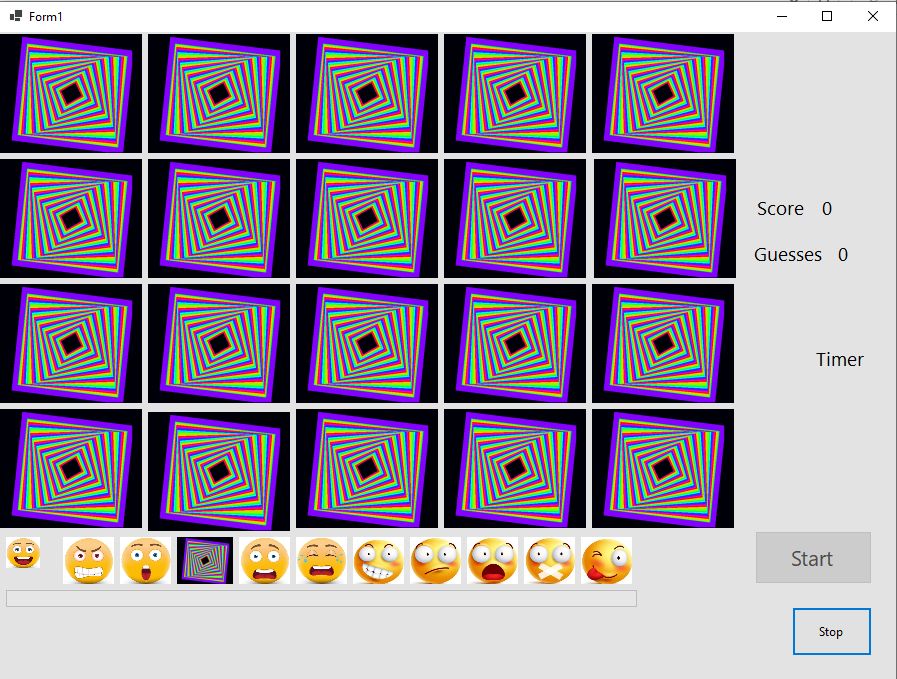 Form1
Score 0
Guesses 0
Timer
Start
Stop